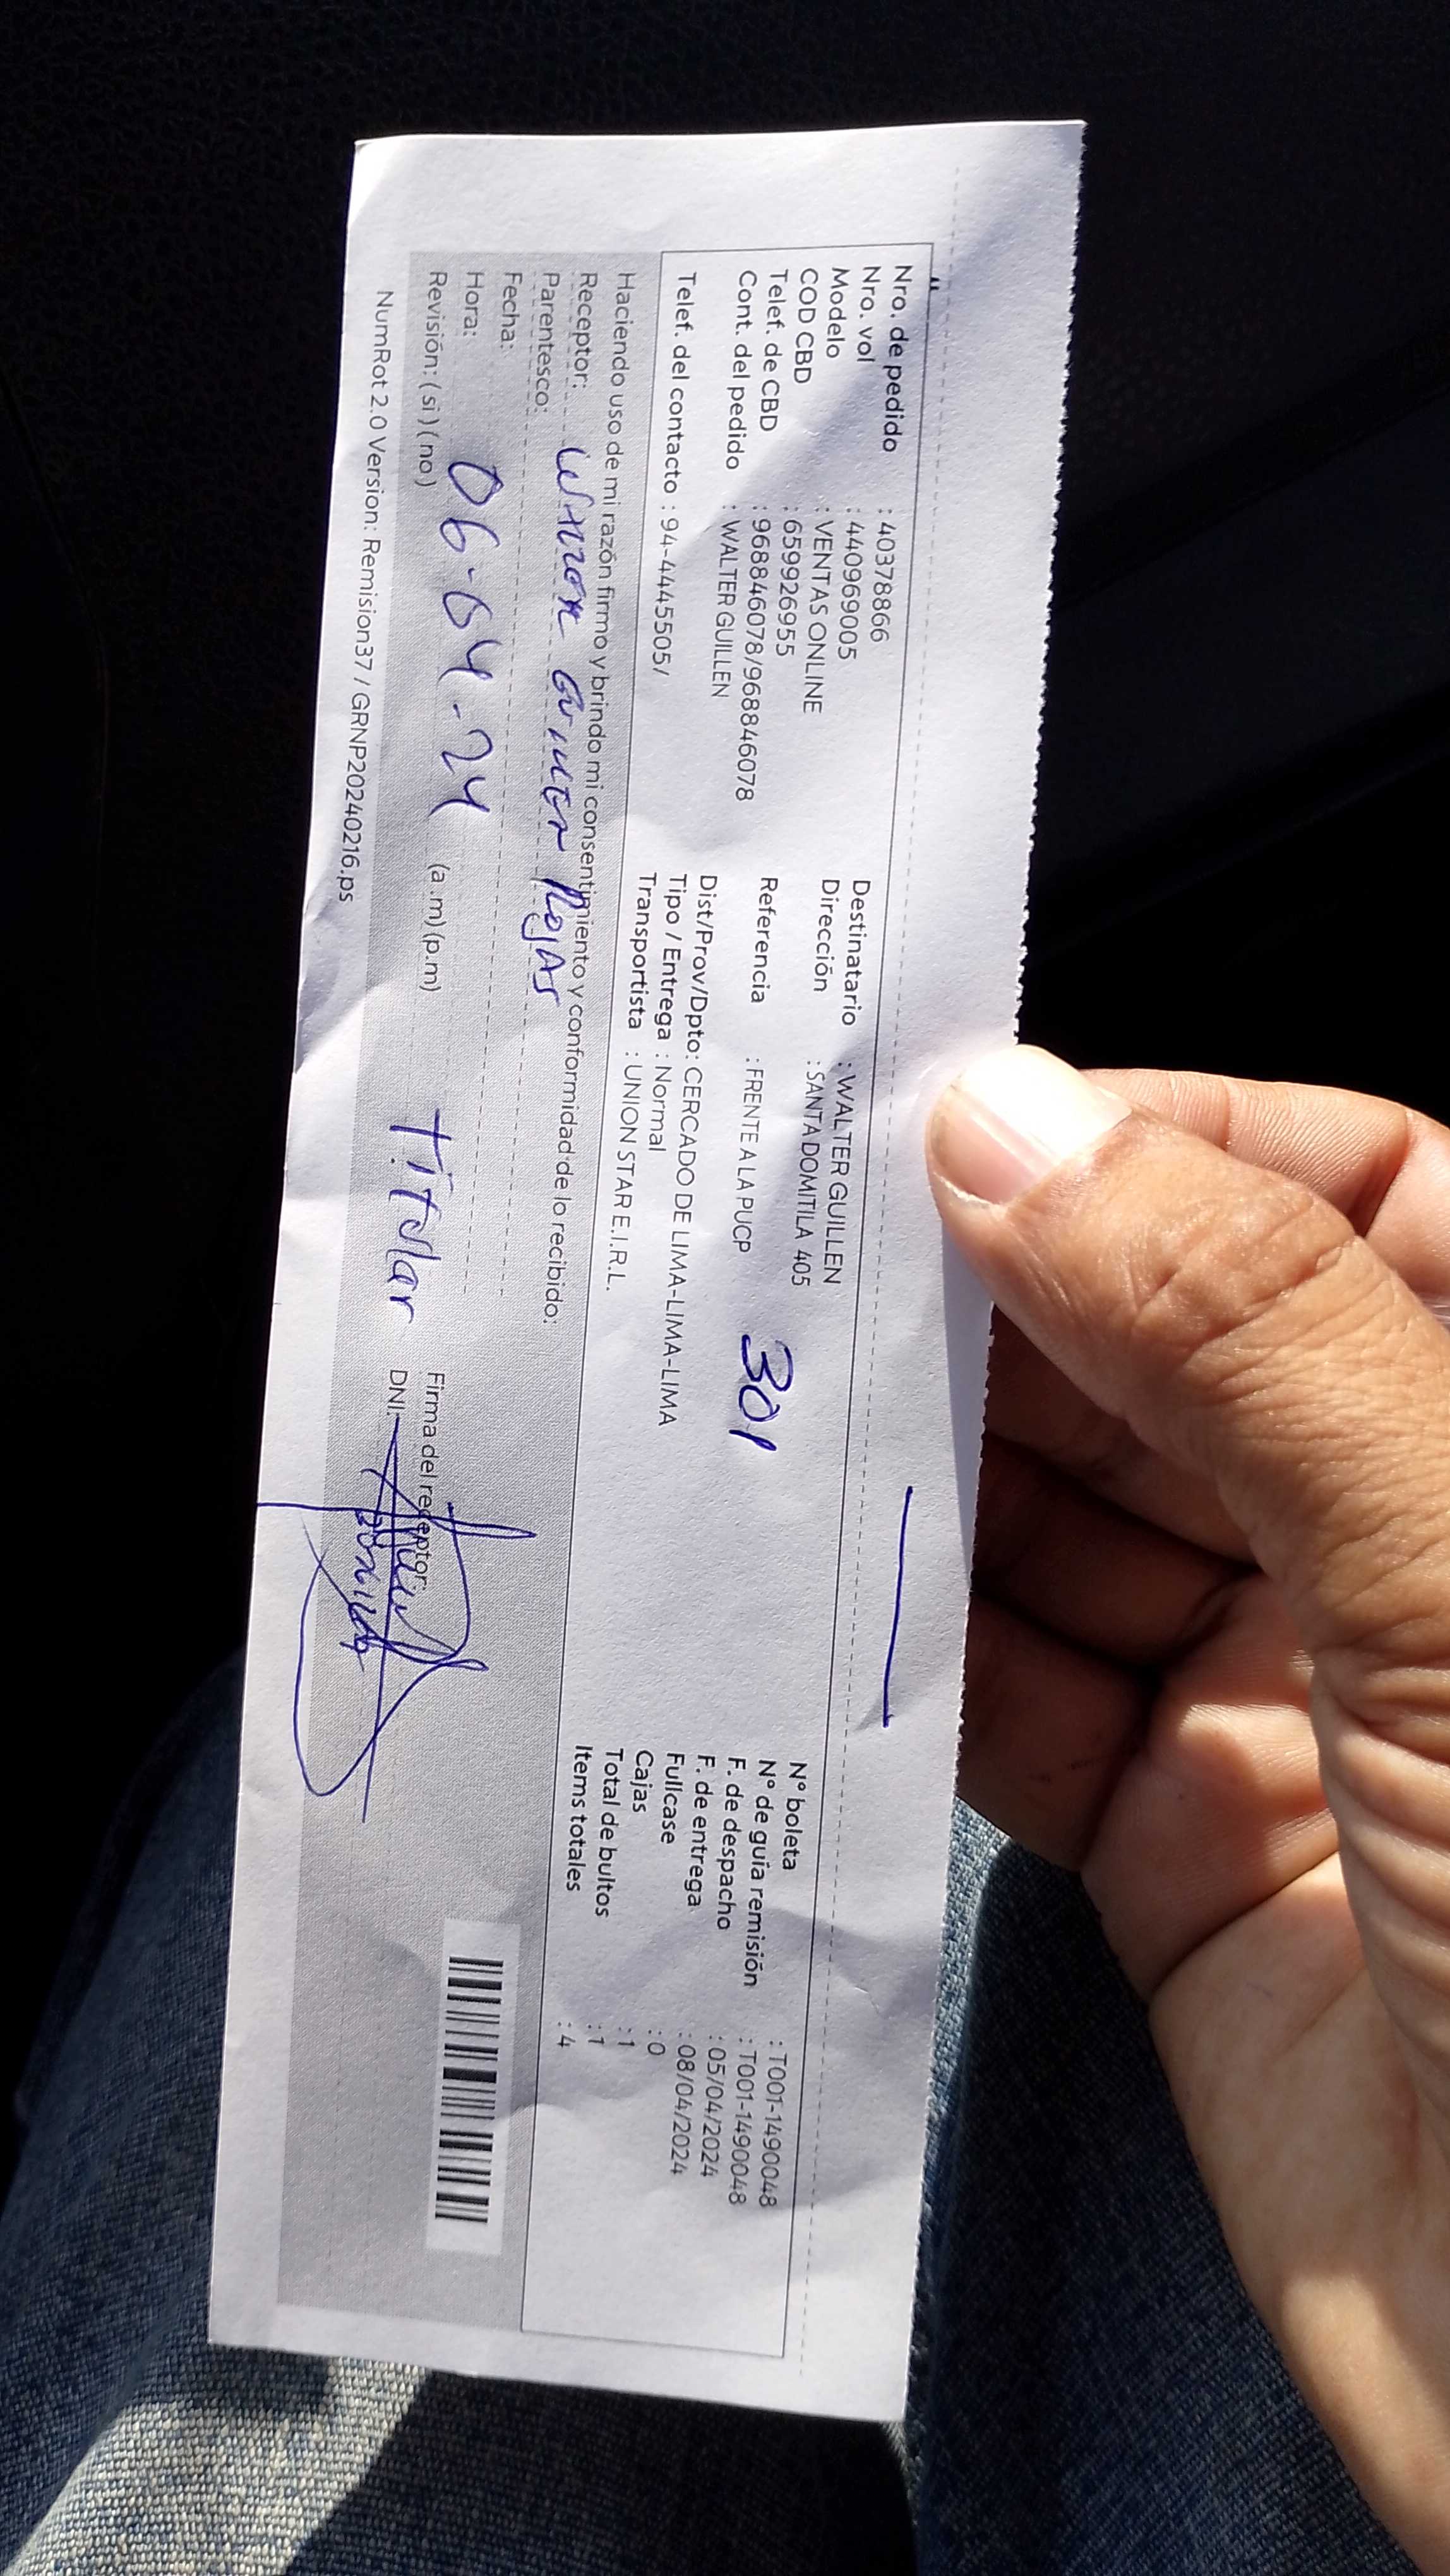 Nro. de pedido : 40378866
Nro. vol : 440969005
Modelo : VENTAS ONLINE
COD CBD : 659926955
Telef. de CBD : 968846078/968846078
Cont. del pedido : WALTER GUILLEN
Telef. del contacto : 94-4445505/
Destinatario : WALTER GUILLEN
Dirección : SANTA DOMITILA 405
Referencia : FRENTE A LA PUCP
301
Dist/Prov/Dpto: CERCADO DE LIMA-LIMA-LIMA
Tipo / Entrega : Normal
Transportista : UNION STAR E.I.R.L.
N° boleta : T001-1490048
N° de guía remisión : T001-1490048
F. de despacho : 05/04/2024
F. de entrega : 08/04/2024
Fullcase : 0
Cajas : 1
Total de bultos : 1
Items totales : 4
Haciendo uso de mi razón firmo y brindo mi consentimiento y conformidad de lo recibido:
Receptor: Rojas
Parentesco:
Fecha:
Hora: 06-04-24 (a.m) (p.m) Titular
Revisión: ( si ) ( no )
Firma del receptor:
DNI:
NumRot 2.0 Version: Remision37 / GRNP20240216.ps